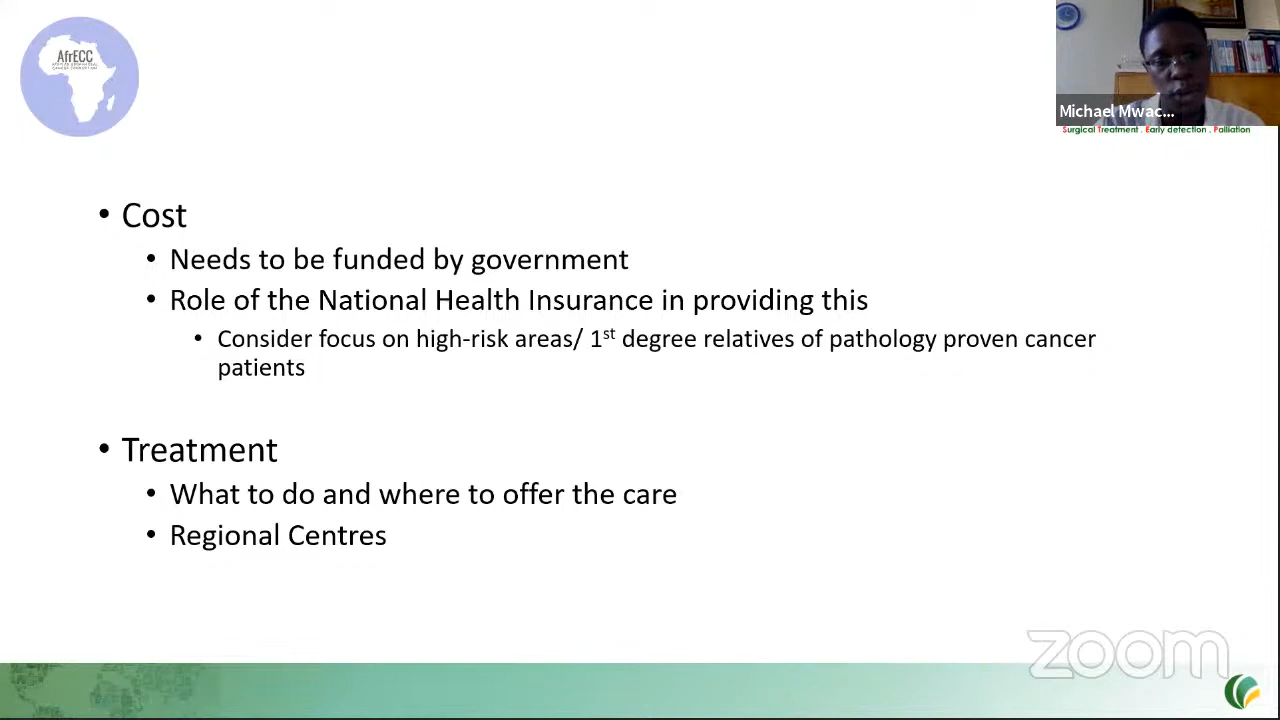 AfrECC
Michael Mwac...
Surgical Treatment . Early detection . Palliation
• Cost
• Needs to be funded by government
• Role of the National Health Insurance in providing this
• Consider focus on high-risk areas/ 1st degree relatives of pathology proven cancer
patients
• Treatment
• What to do and where to offer the care
• Regional Centres
zoom